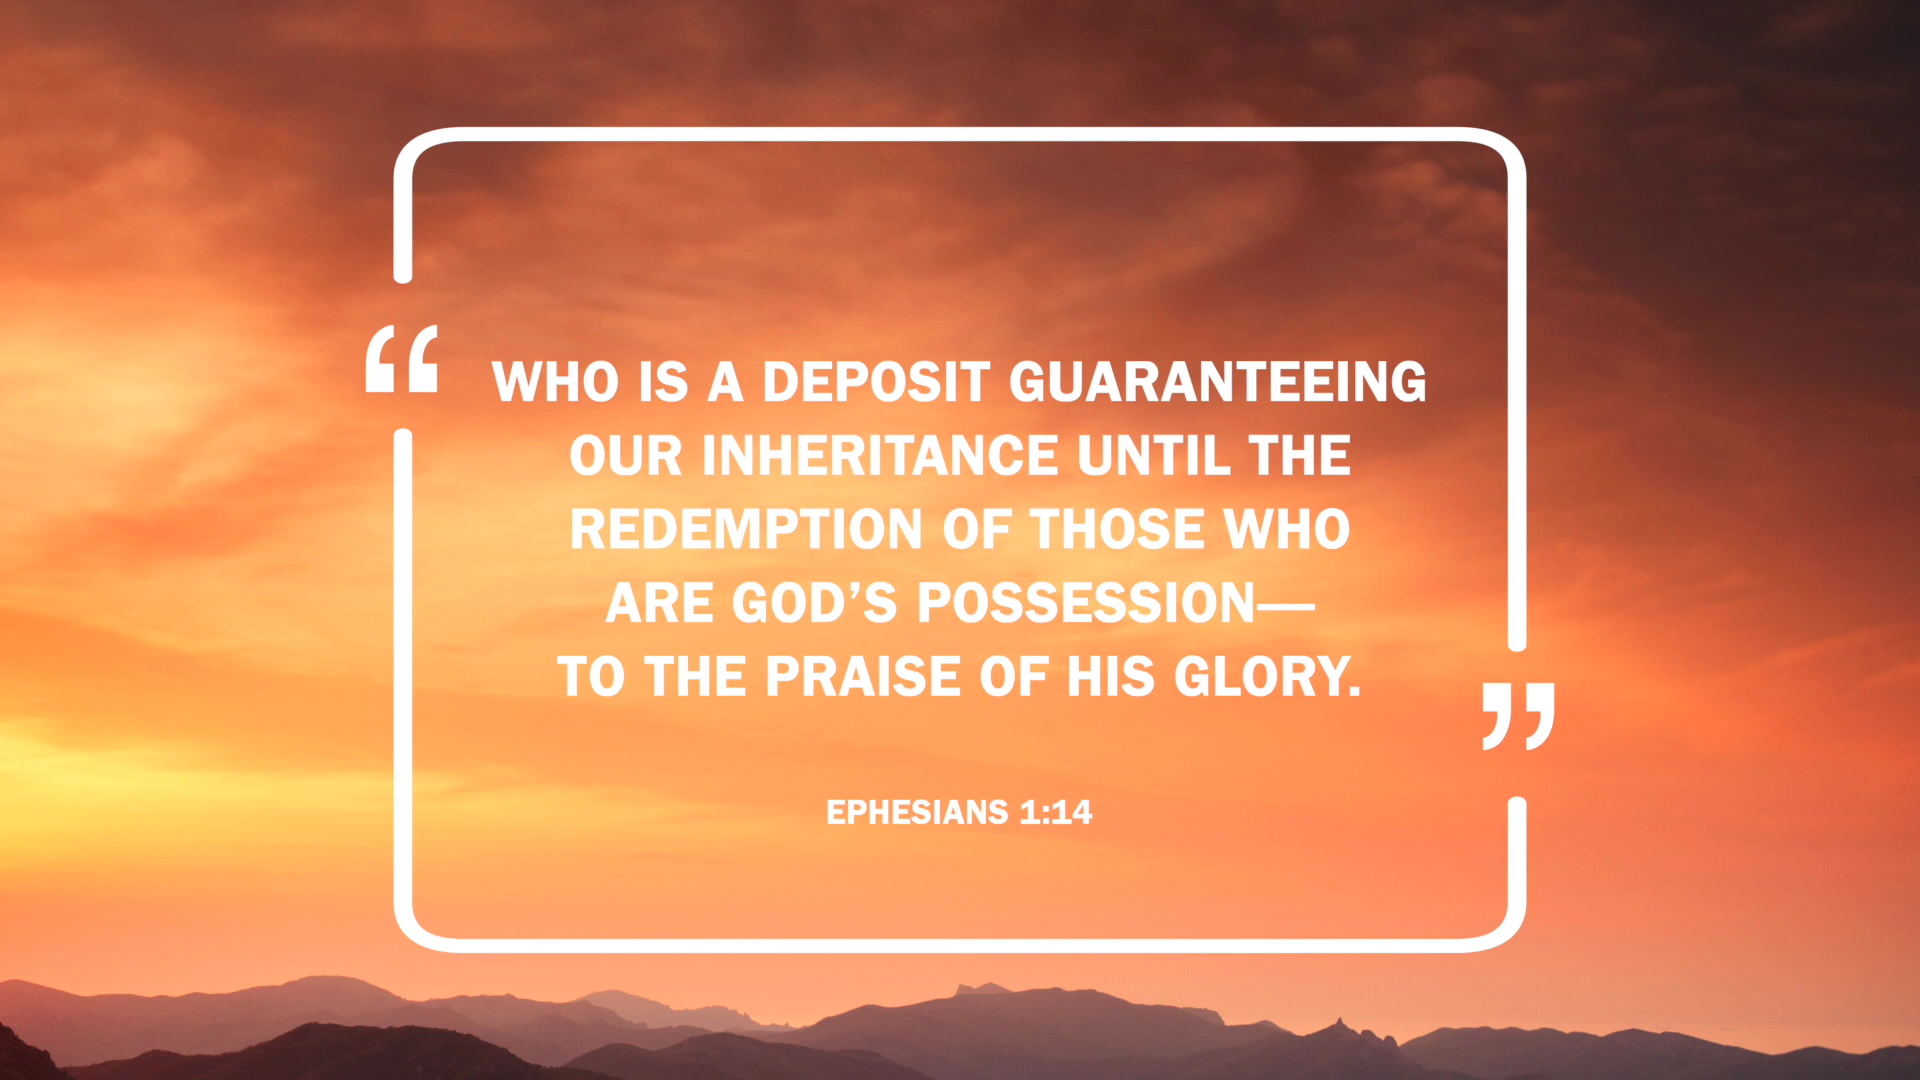 “WHO IS A DEPOSIT GUARANTEEING
OUR INHERITANCE UNTIL THE
REDEMPTION OF THOSE WHO
ARE GOD’S POSSESSION—
TO THE PRAISE OF HIS GLORY.”
EPHESIANS 1:14